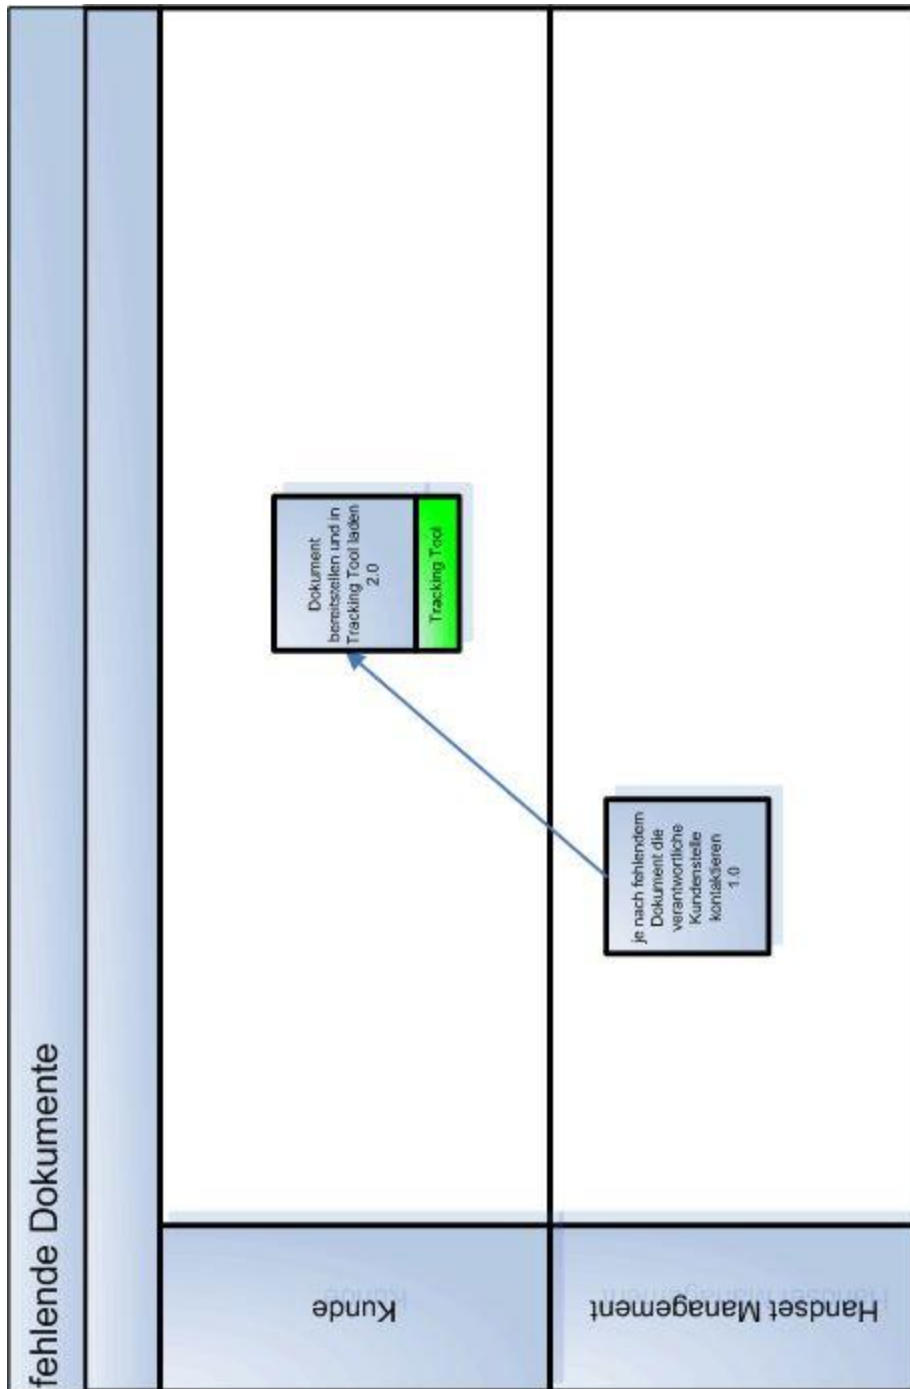 fehlende Dokumente
Kunde
Dokument
bereitstellen und in
Tracking Tool laden
2.0
Tracking Tool
Handset Management
je nach fehlendem
Dokument die
verantwortliche
Kundenstelle
kontaktieren
1.0